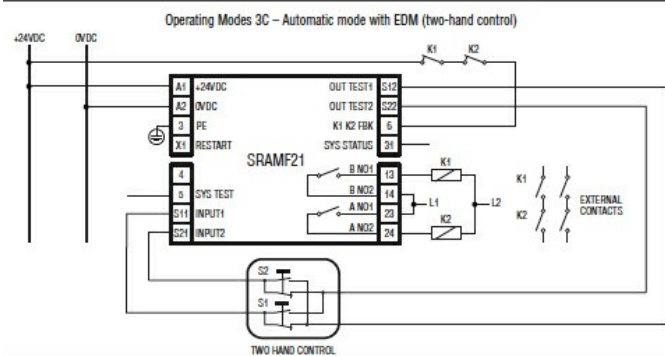 Operating Modes 3C – Automatic mode with EDM (two-hand control)
+24VDC
0VDC
K1
K2
A1 +24VDC
OUT TEST1 S12
A2 0VDC
OUT TEST2 S22
3 PE
K1 K2 FBK 6
X1 RESTART
SYS STATUS 31
SRAMF21
4
B NO1 13
K1
5 SYS TEST
B NO2 14
L1
L2
S11 INPUT1
A NO1 23
S21 INPUT2
A NO2 24
K2
K1
K2
EXTERNAL
CONTACTS
S2
S1
TWO HAND CONTROL